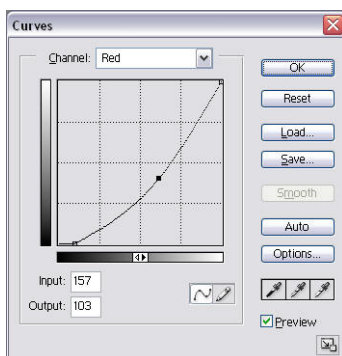 Curves
Channel: Red
OK
Reset
Load...
Save...
Smooth
Auto
Options...
Input: 157
Output: 103
Preview